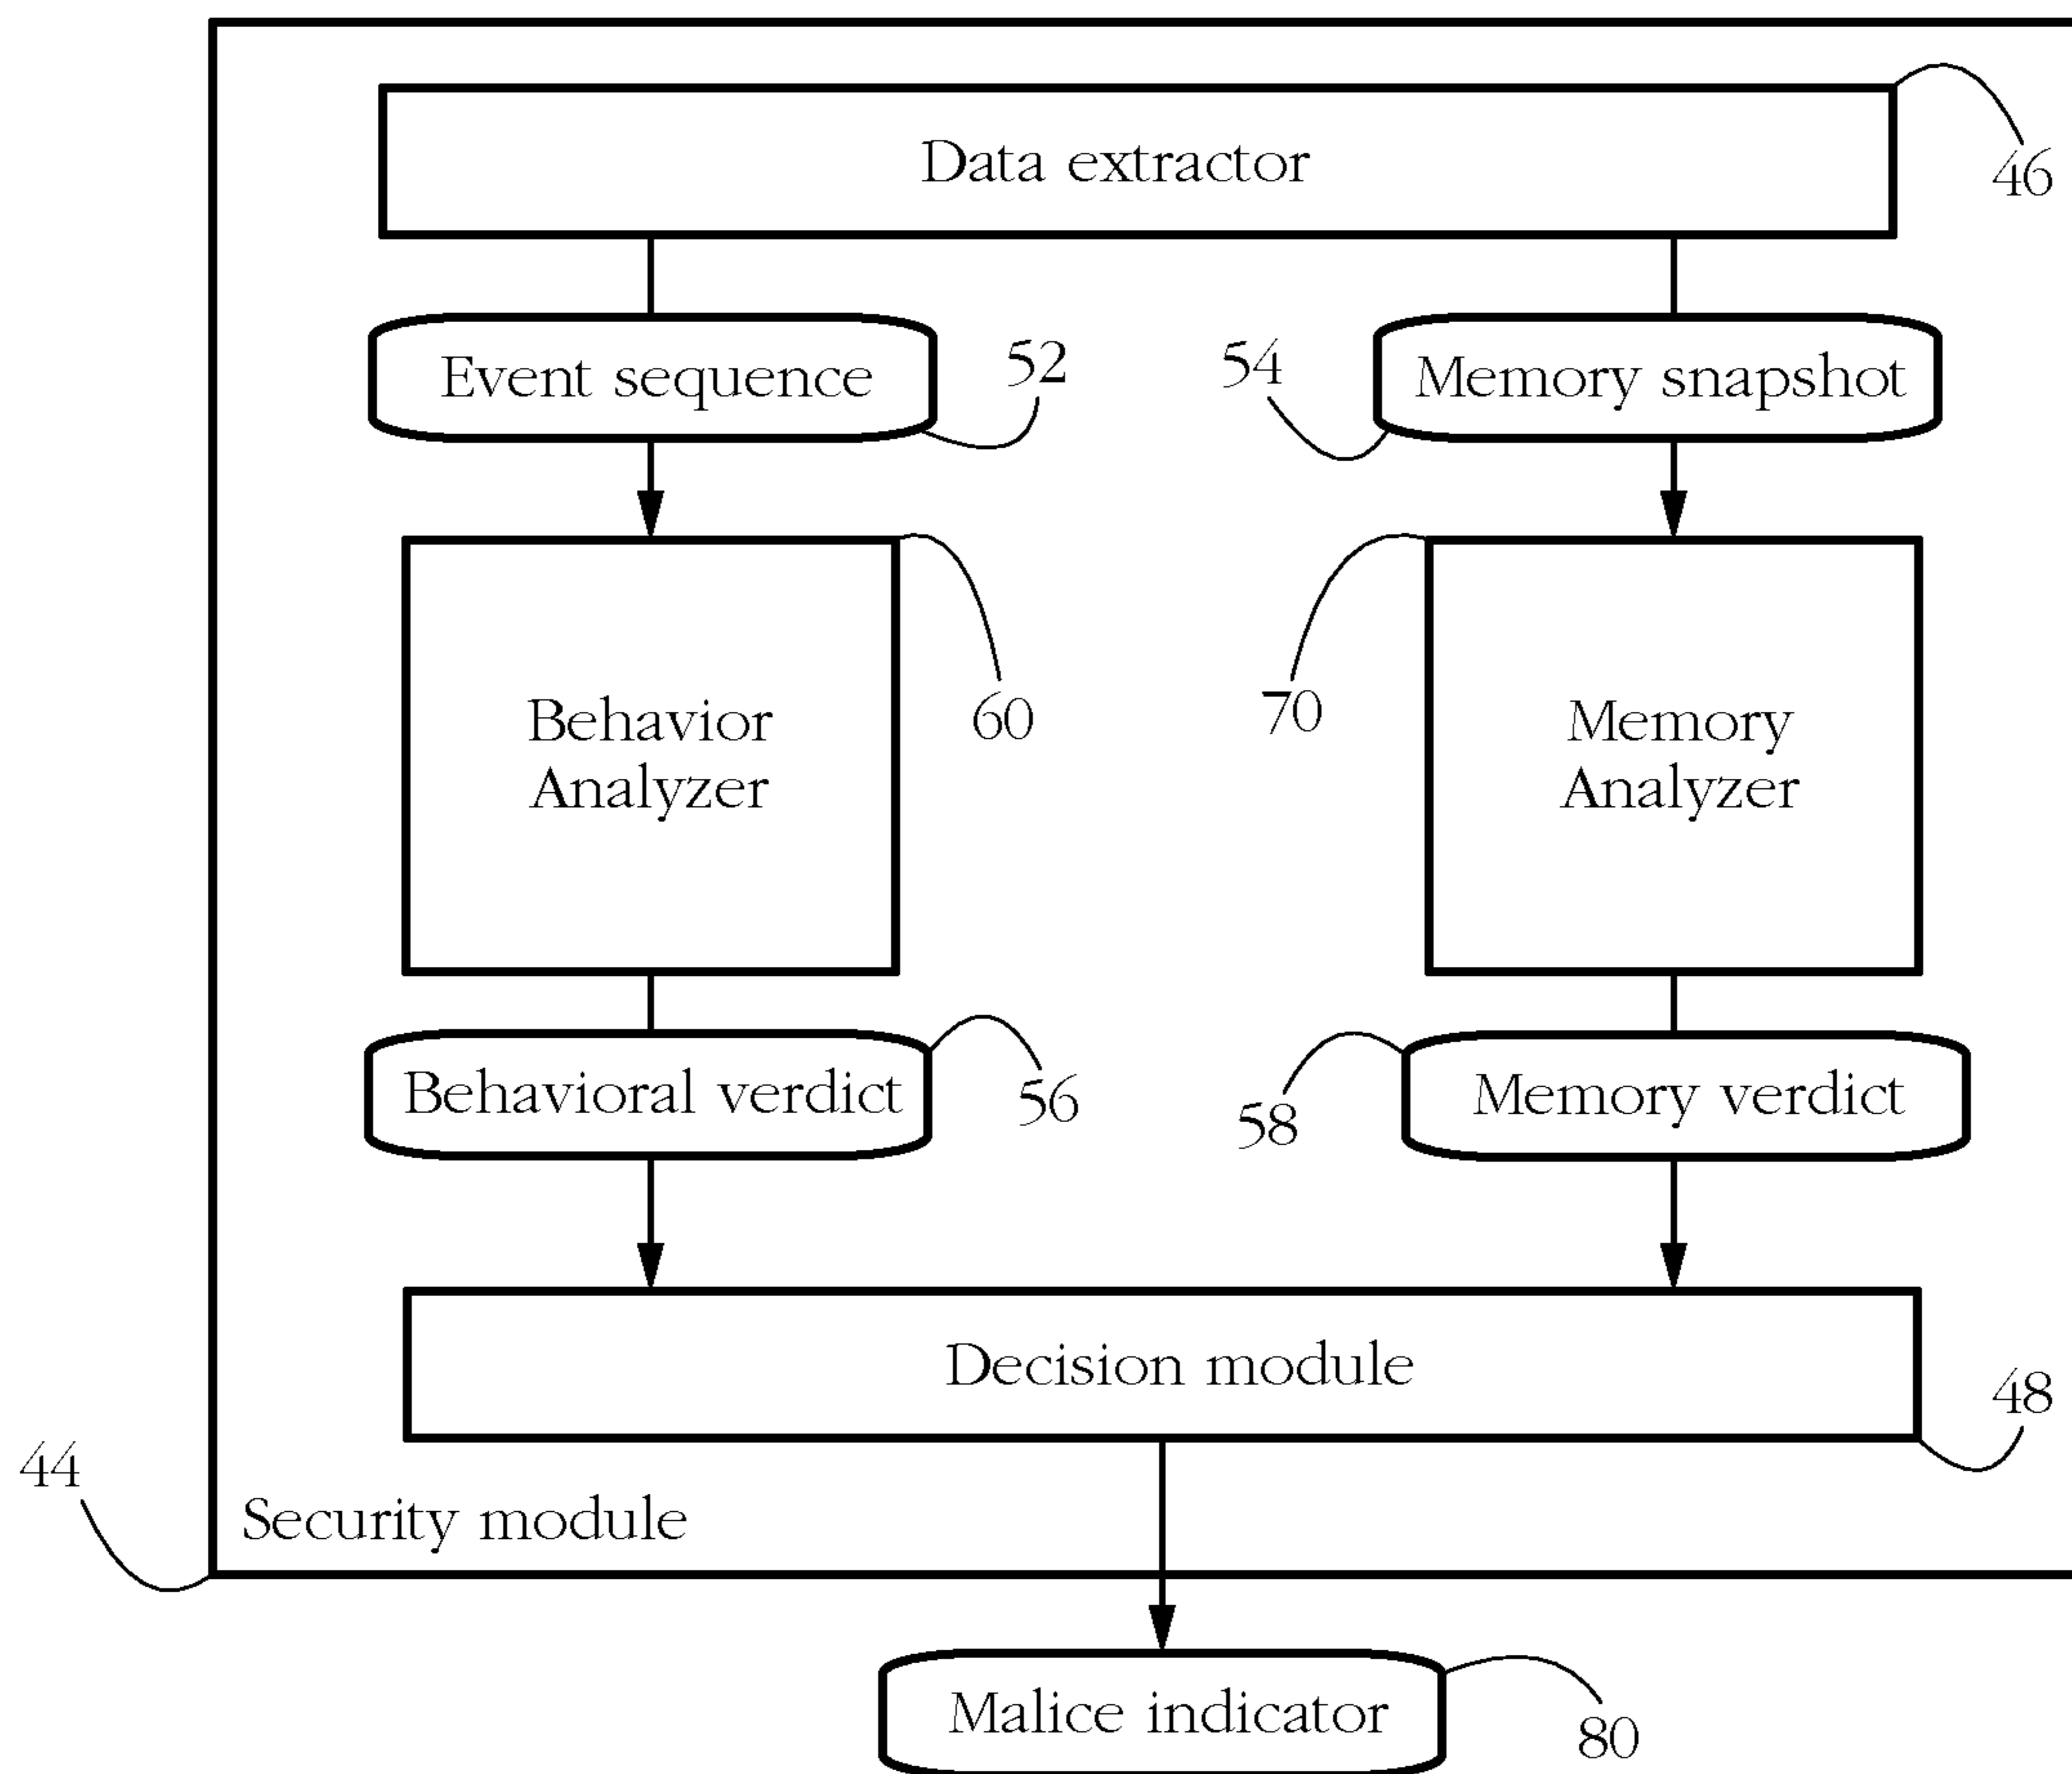 Data extractor
46
Event sequence
52
54
Memory snapshot
Behavior
Analyzer
60
70
Memory
Analyzer
Behavioral verdict
56
58
Memory verdict
Decision module
48
44
Security module
Malice indicator
80